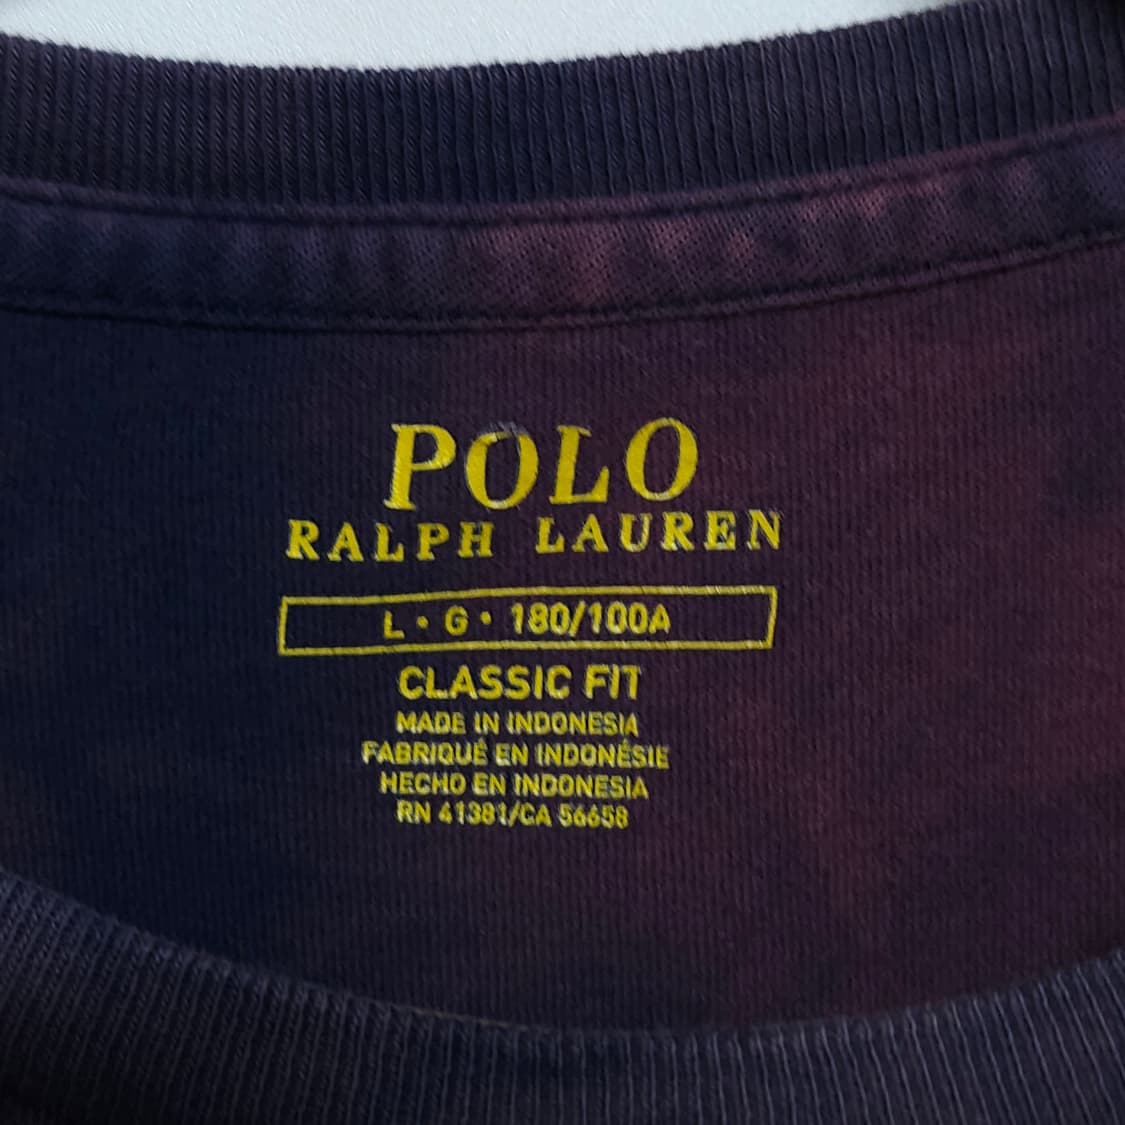 POLO
RALPH LAUREN
L • G • 180/100A
CLASSIC FIT
MADE IN INDONESIA
FABRIQUÉ EN INDONÉSIE
HECHO EN INDONESIA
RN 41381/CA 56658